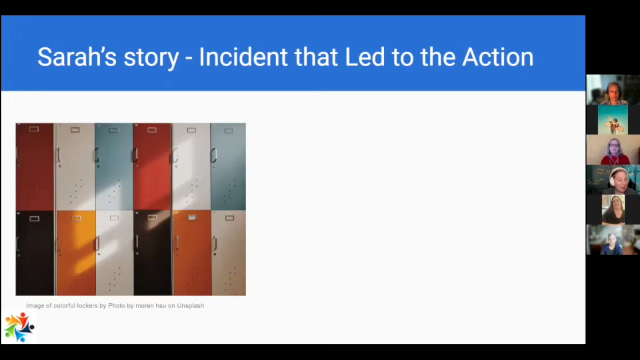 Sarah's story - Incident that Led to the Action
Image of colorful lockers by Photo by moren hsu on Unsplash